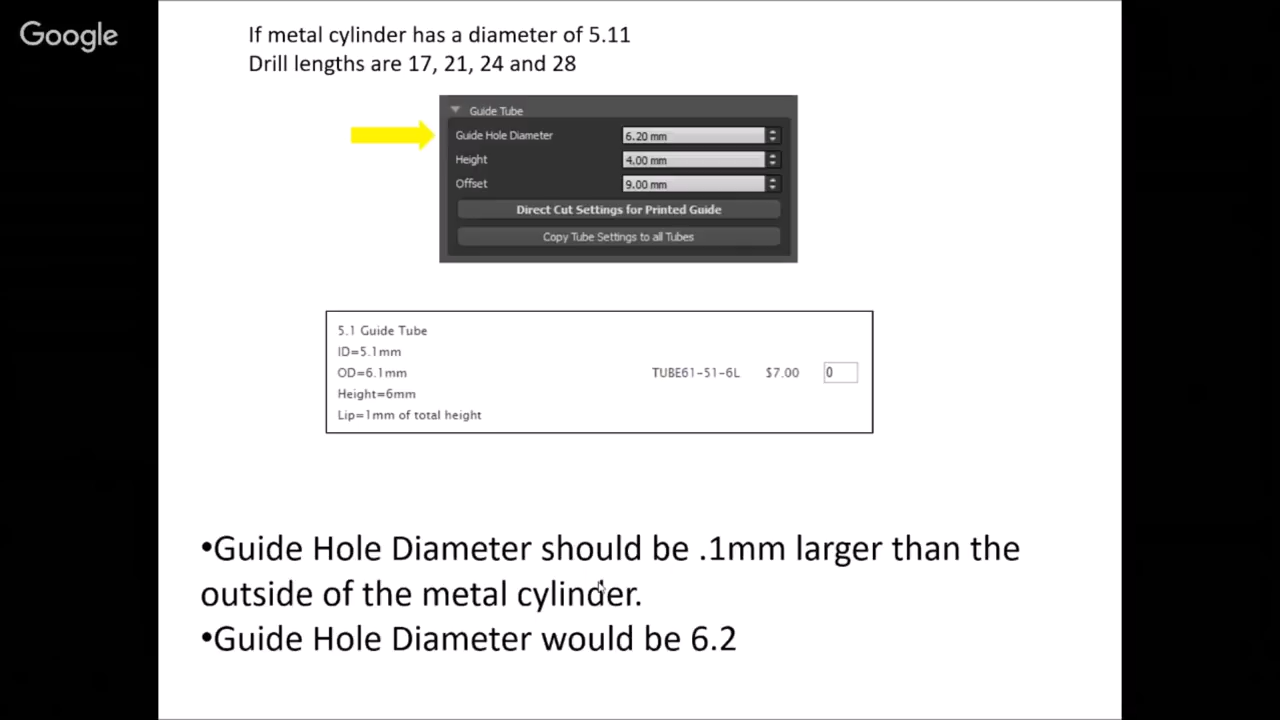 Google
If metal cylinder has a diameter of 5.11
Drill lengths are 17, 21, 24 and 28
Guide Tube
Guide Hole Diameter 6.20 mm
Height 4.00 mm
Offset 9.00 mm
Direct Cut Settings for Printed Guide
Copy Tube Settings to all Tubes
5.1 Guide Tube
ID=5.1mm
OD=6.1mm TUBE61-51-6L $7.00 0
Height=6mm
Lip=1mm of total height
•Guide Hole Diameter should be .1mm larger than the
outside of the metal cylinder.
•Guide Hole Diameter would be 6.2